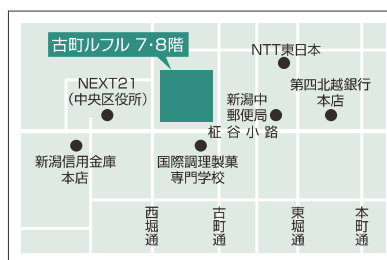 古町ルフル 7・8階
NTT東日本
NEXT21
(中央区役所)
新潟中
郵便局
第四北越銀行
本店
柾谷小路
新潟信用金庫
本店
国際調理製菓
専門学校
西堀通
古町通
東堀通
本町通